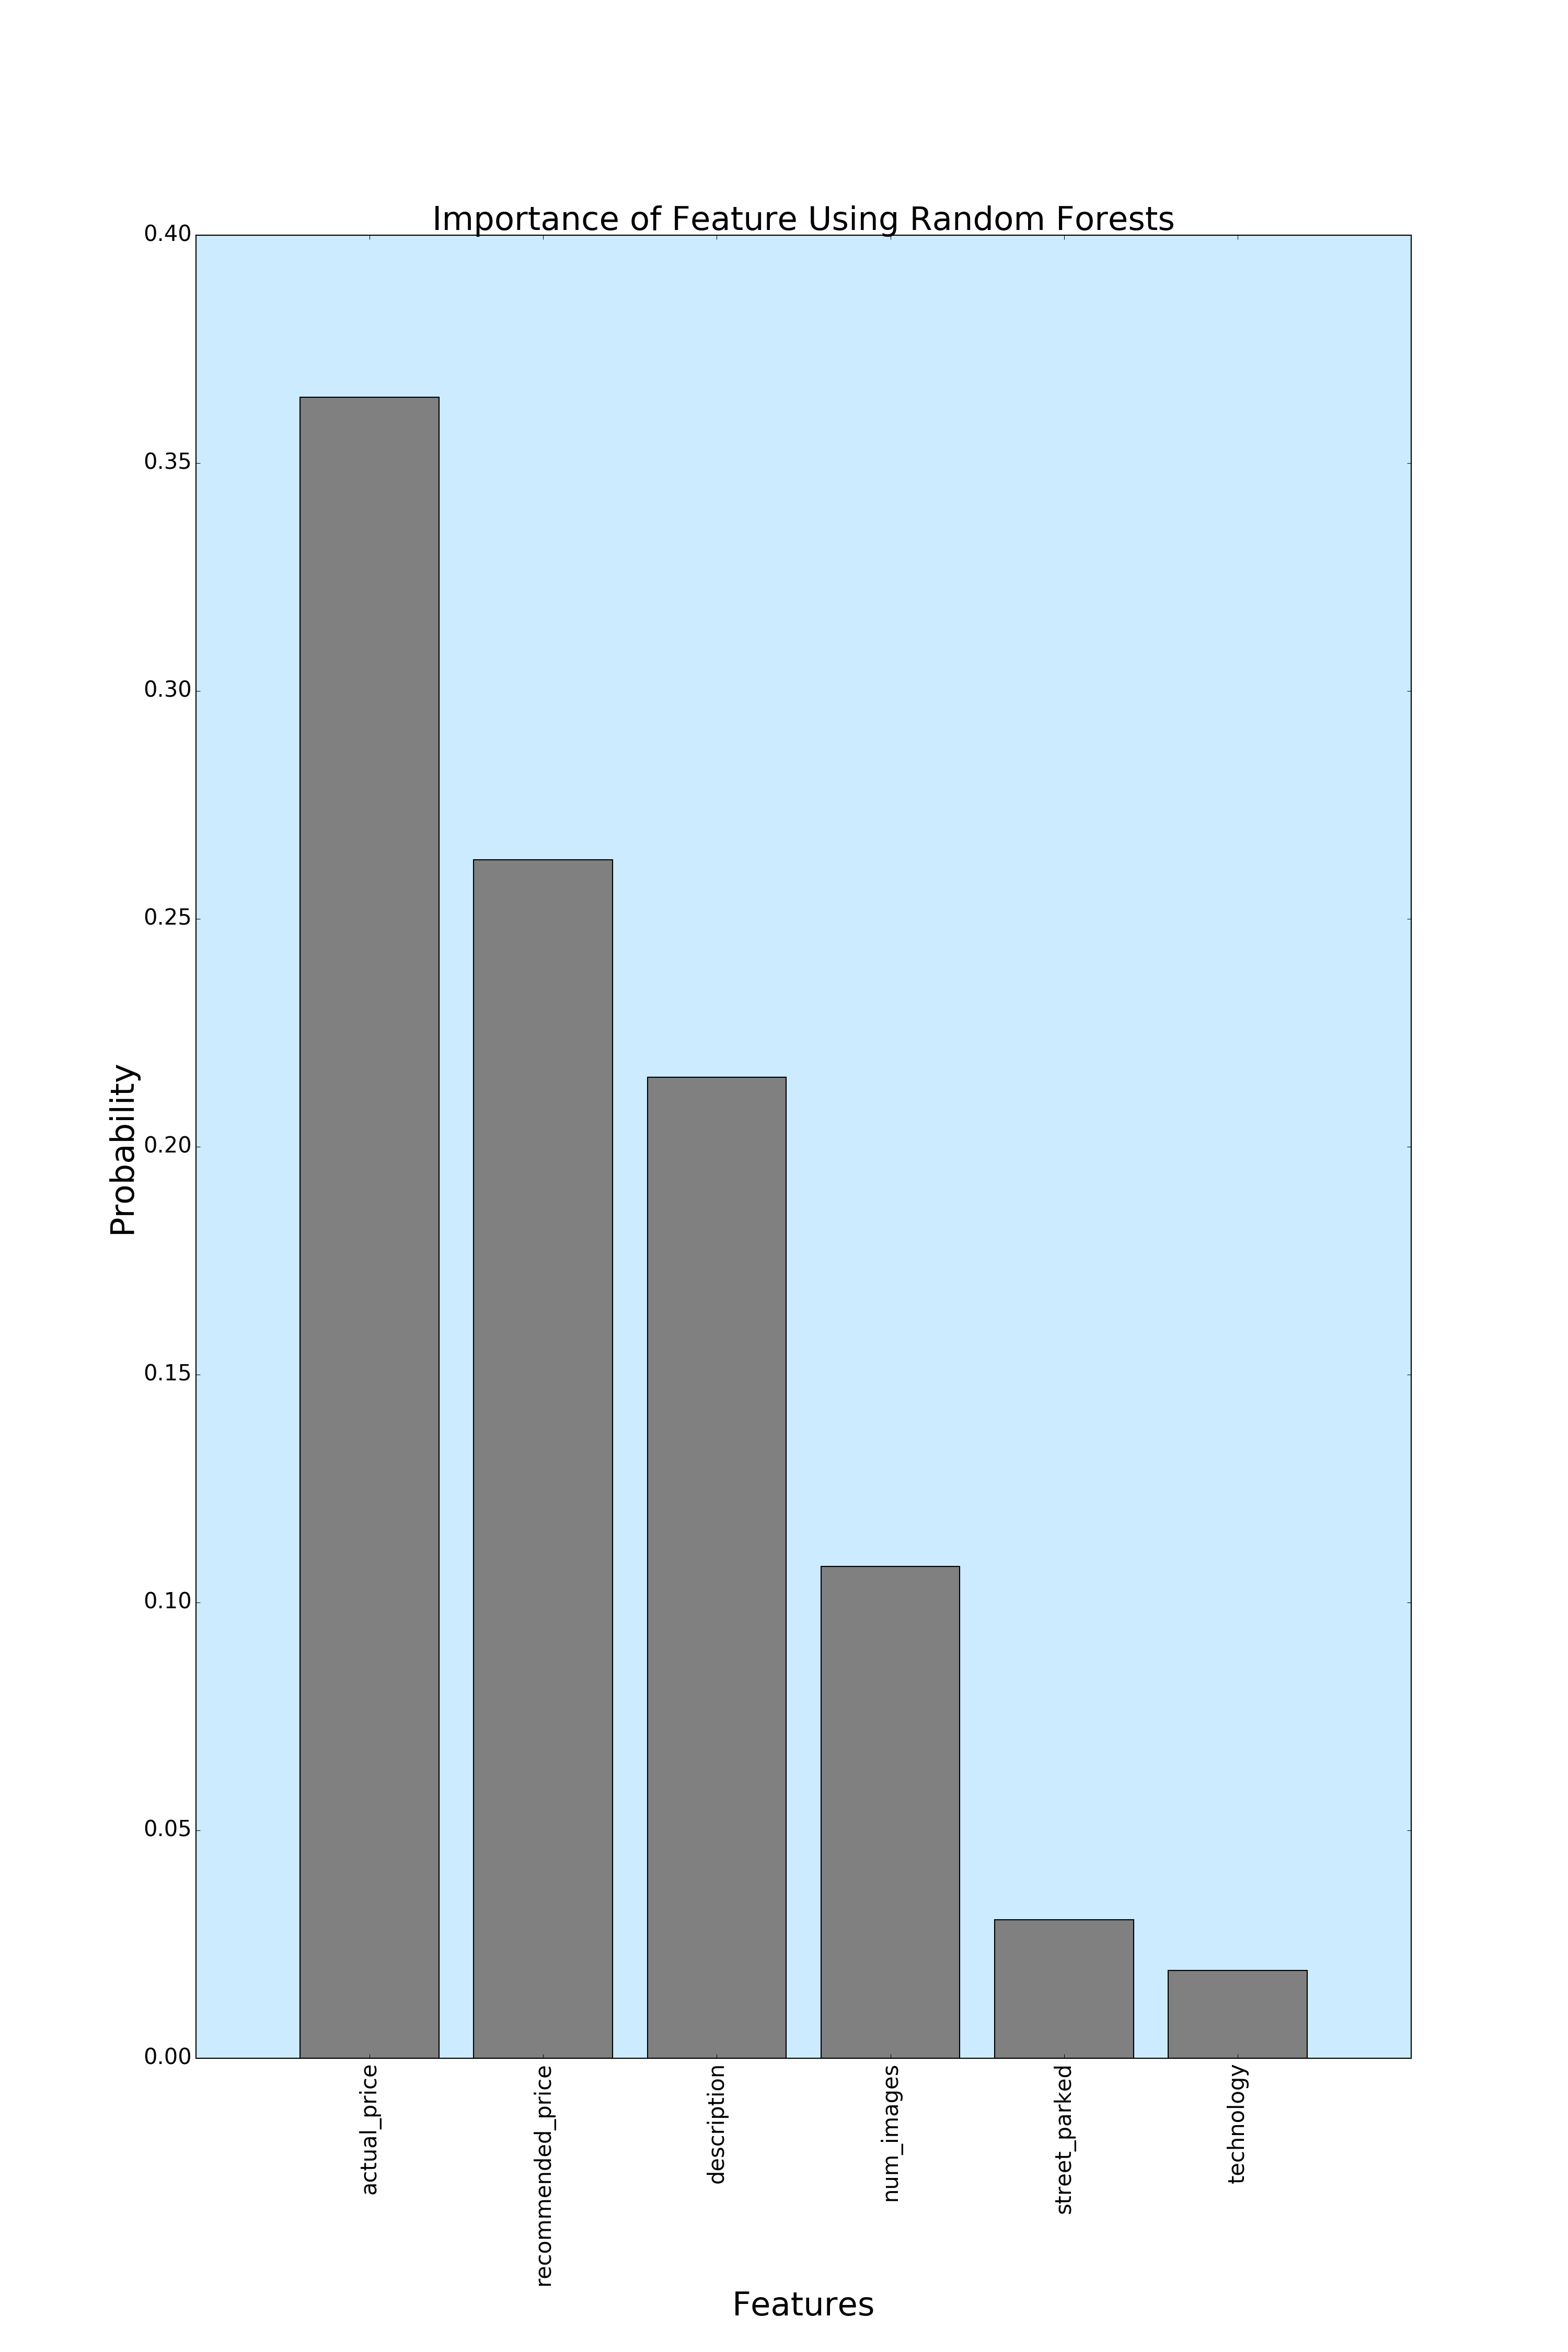 Importance of Feature Using Random Forests
0.40
0.35
0.30
0.25
0.20
0.15
0.10
0.05
0.00
Probability
actual_price
recommended_price
description
num_images
street_parked
technology
Features